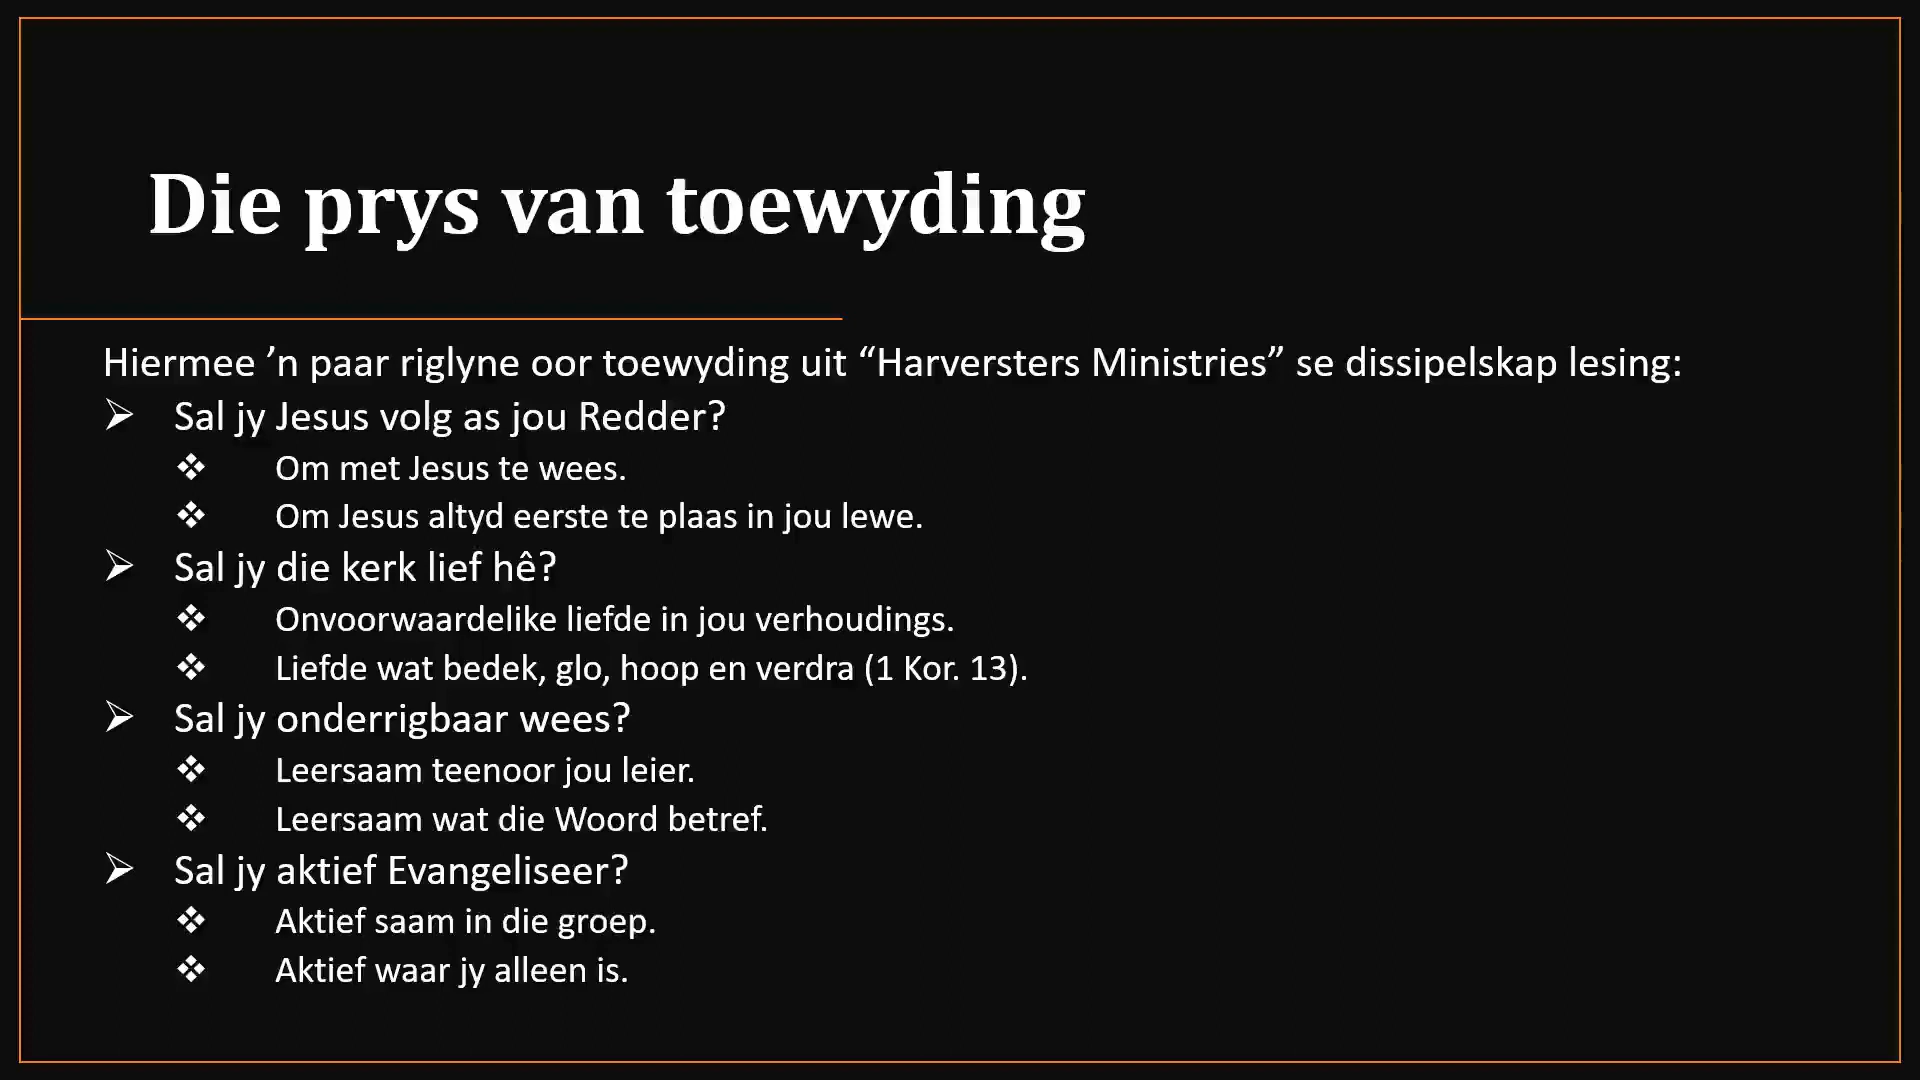 Die prys van toewyding
Hiermee ’n paar riglyne oor toewyding uit “Harversters Ministries” se dissipelskap lesing:
➢ Sal jy Jesus volg as jou Redder?
❖ Om met Jesus te wees.
❖ Om Jesus altyd eerste te plaas in jou lewe.
➢ Sal jy die kerk lief hê?
❖ Onvoorwaardelike liefde in jou verhoudings.
❖ Liefde wat bedek, glo, hoop en verdra (1 Kor. 13).
➢ Sal jy onderrigbaar wees?
❖ Leersaam teenoor jou leier.
❖ Leersaam wat die Woord betref.
➢ Sal jy aktief Evangeliseer?
❖ Aktief saam in die groep.
❖ Aktief waar jy alleen is.